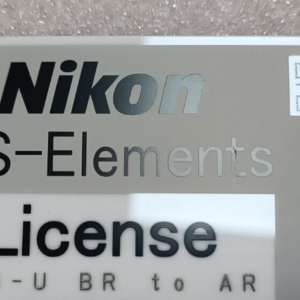 Nikon
S-Elements
License
-U BR to AR